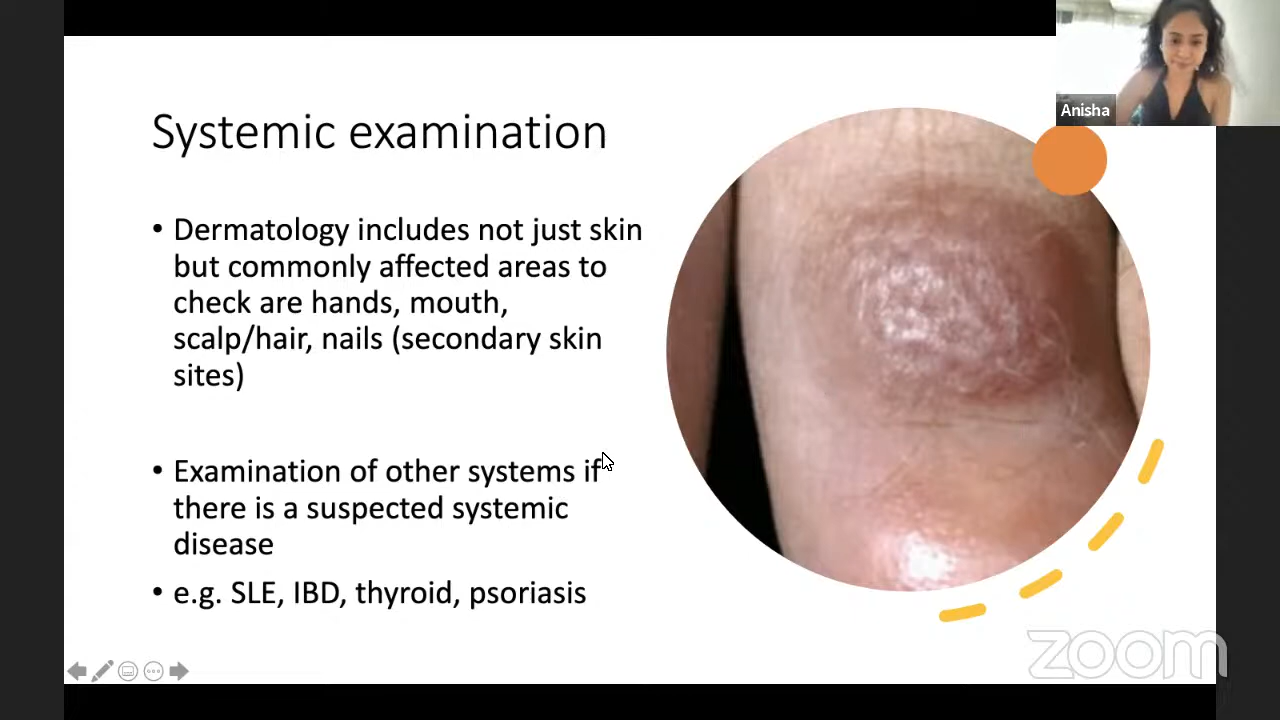 Anisha
Systemic examination
• Dermatology includes not just skin
but commonly affected areas to
check are hands, mouth,
scalp/hair, nails (secondary skin
sites)
• Examination of other systems if
there is a suspected systemic
disease
• e.g. SLE, IBD, thyroid, psoriasis
zoom